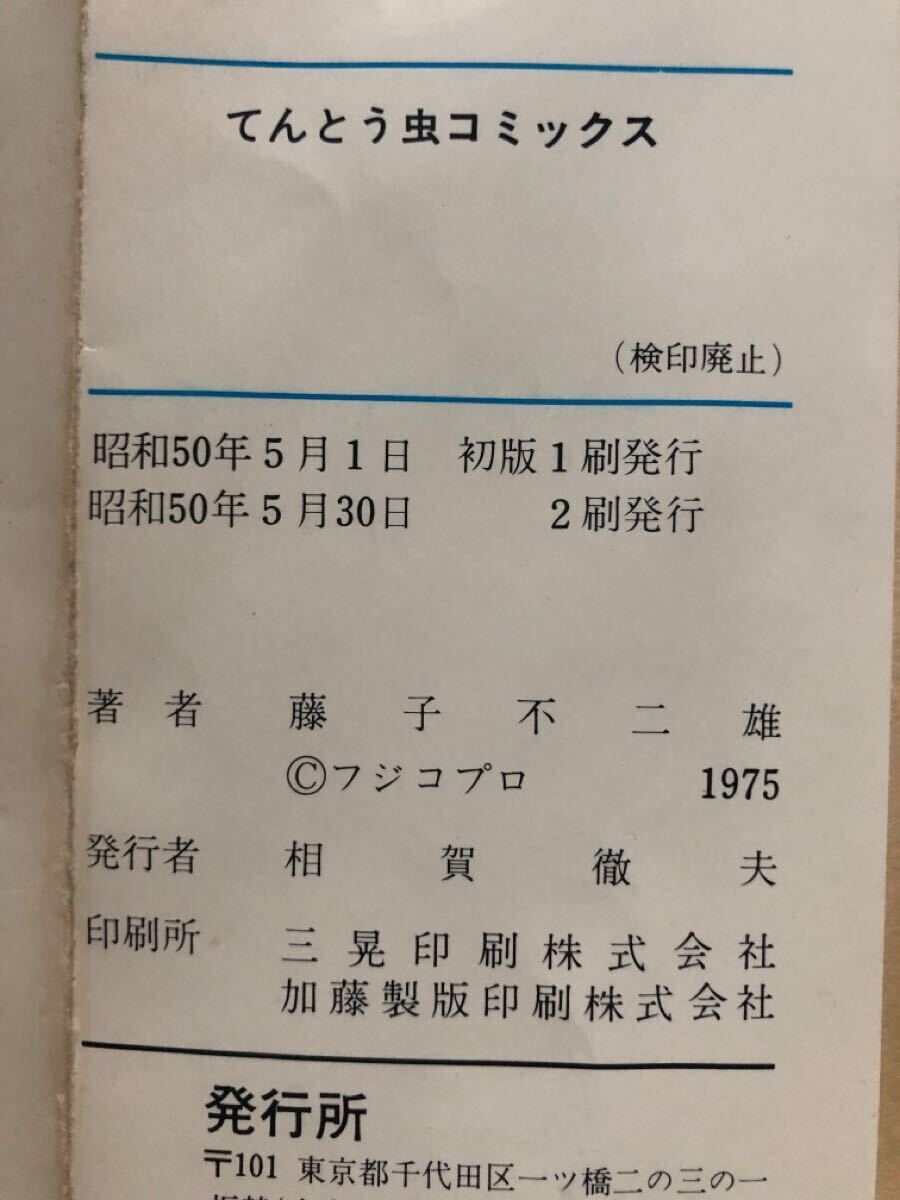 てんとう虫コミックス
(検印廃止)
昭和50年5月1日 初版1刷発行
昭和50年5月30日 2刷発行
著者 藤子不二雄
©フジコプロ 1975
発行者 相賀徹夫
印刷所 三晃印刷株式会社
加藤製版印刷株式会社
発行所
〒101 東京都千代田区一ツ橋二の三の一